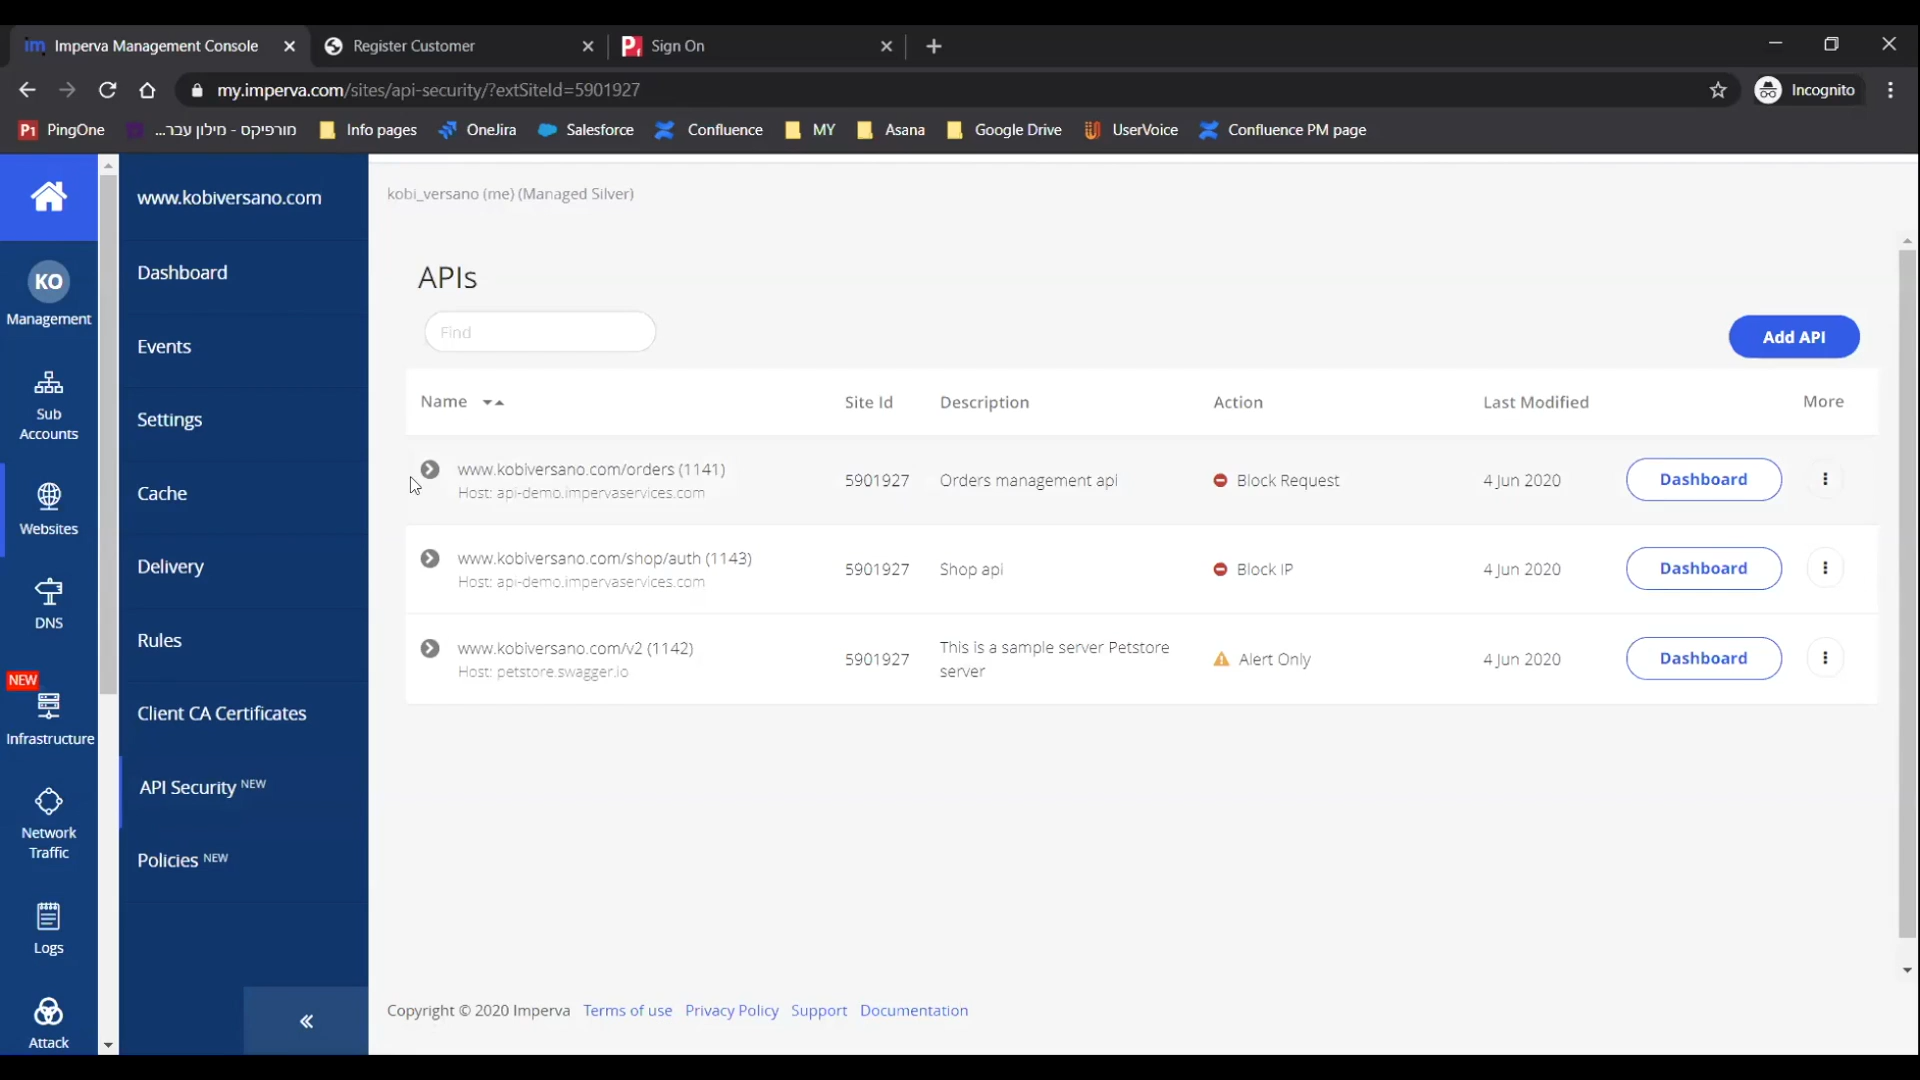 im Imperva Management Console
Register Customer
P1 Sign On
my.imperva.com/sites/api-security/?extSiteId=5901927
Incognito
P1 PingOne
מורפיקס - מילון עבר...
Info pages
OneJira
Salesforce
Confluence
MY
Asana
Google Drive
UserVoice
Confluence PM page
KO
Management
Sub
Accounts
Websites
DNS
NEW
Infrastructure
Network
Traffic
Logs
Attack
www.kobiversano.com
Dashboard
Events
Settings
Cache
Delivery
Rules
Client CA Certificates
API Security NEW
Policies NEW
«
kobi_versano (me) (Managed Silver)
APIs
Find
Add API
Name Site Id Description Action Last Modified More
www.kobiversano.com/orders (1141)
Host: api-demo.impervaservices.com
5901927 Orders management api Block Request 4 Jun 2020 Dashboard
www.kobiversano.com/shop/auth (1143)
Host: api-demo.impervaservices.com
5901927 Shop api Block IP 4 Jun 2020 Dashboard
www.kobiversano.com/v2 (1142)
Host: petstore.swagger.io
5901927
This is a sample server Petstore
server
Alert Only 4 Jun 2020 Dashboard
Copyright © 2020 Imperva Terms of use Privacy Policy Support Documentation